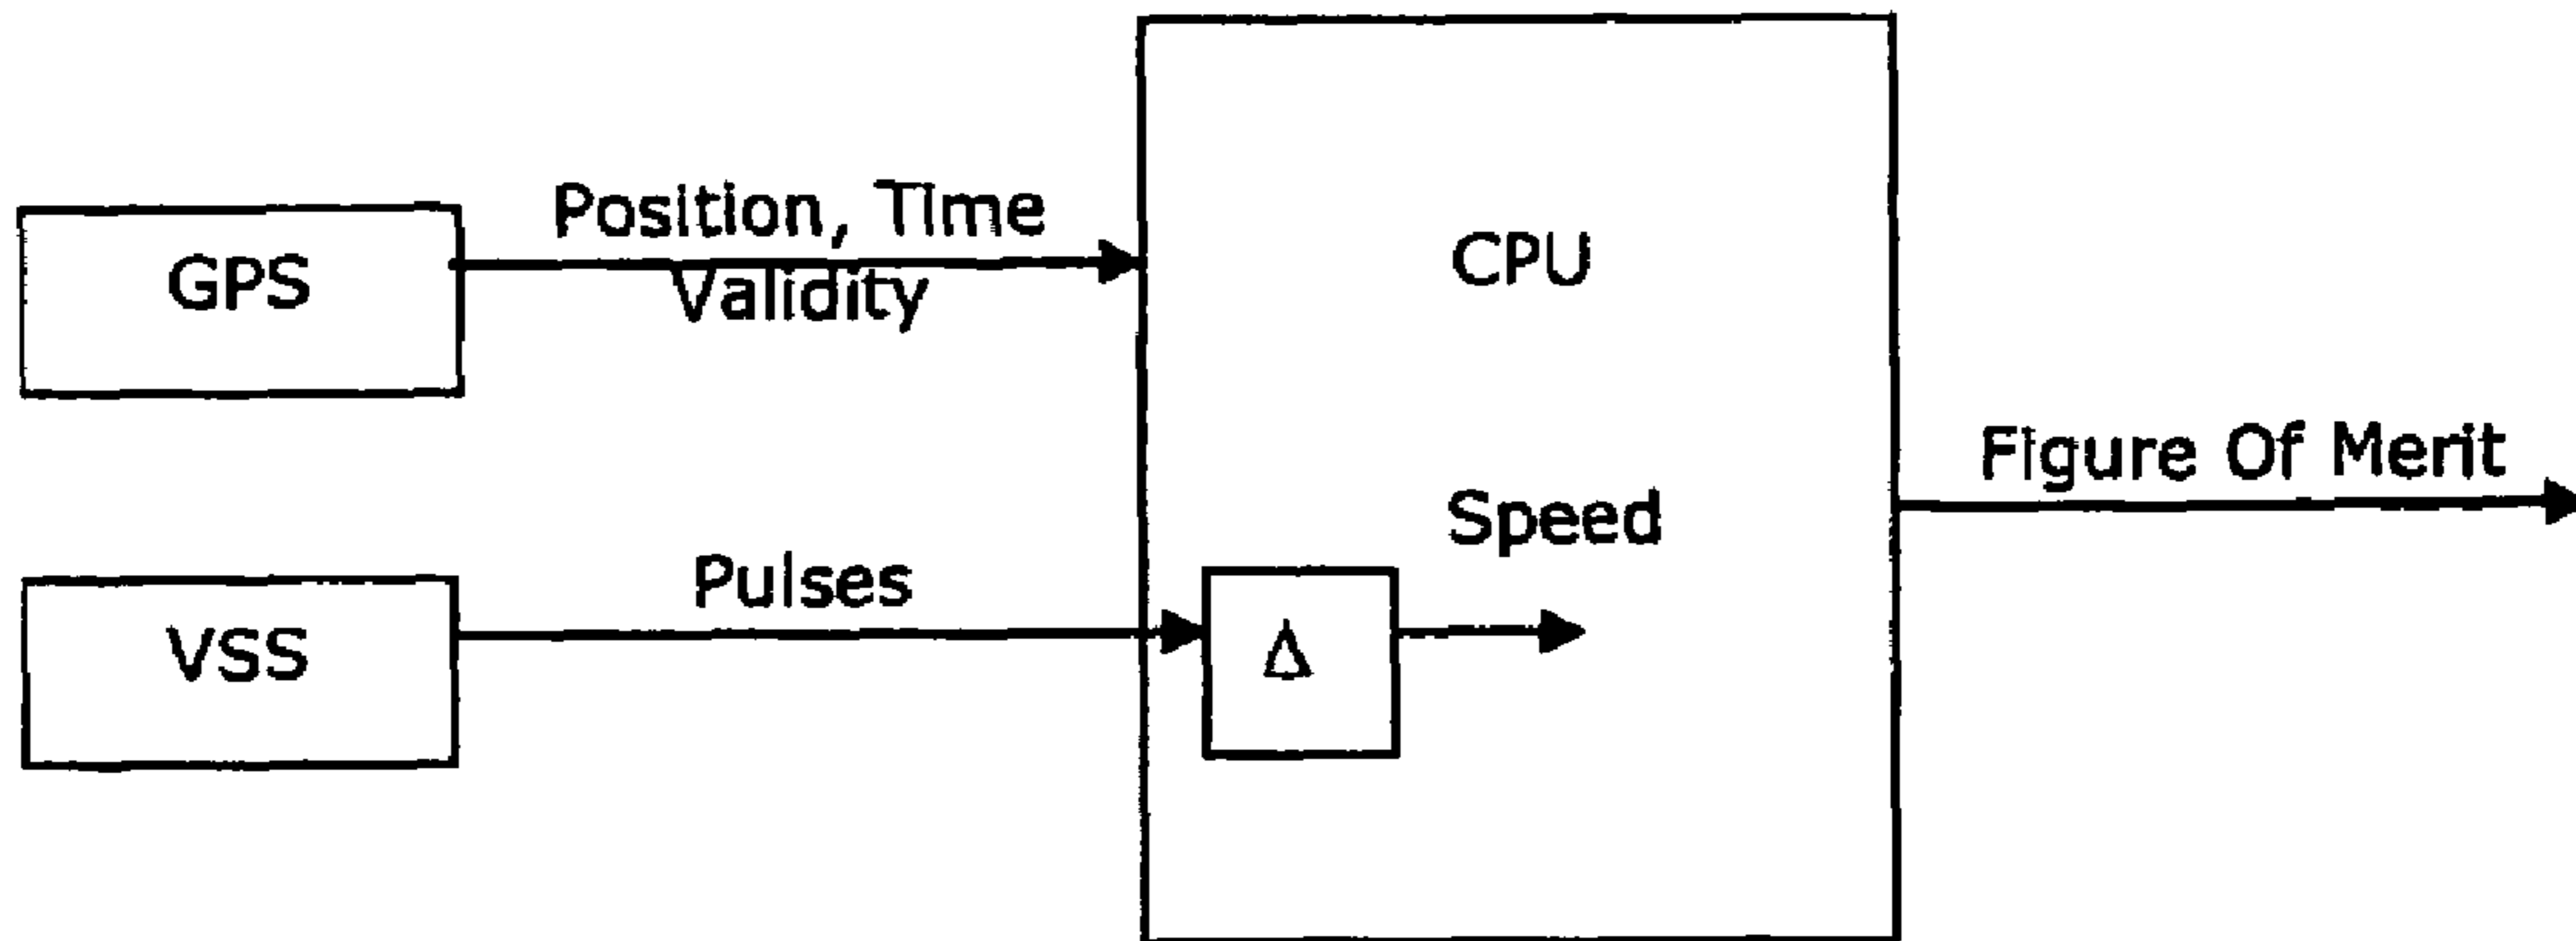 GPS
Position, Time
Validity
CPU
VSS
Pulses
Δ
Speed
Figure Of Merit